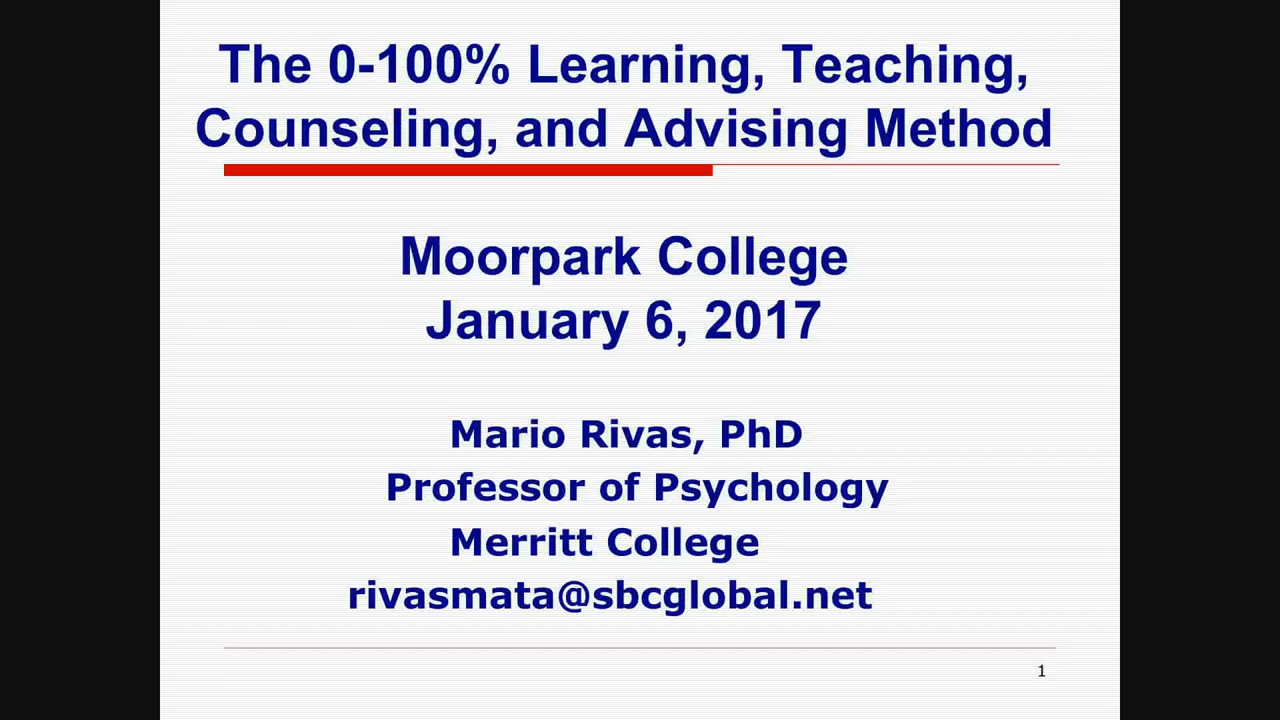 The 0-100% Learning, Teaching,
Counseling, and Advising Method
Moorpark College
January 6, 2017
Mario Rivas, PhD
Professor of Psychology
Merritt College
rivasmata@sbcglobal.net
1